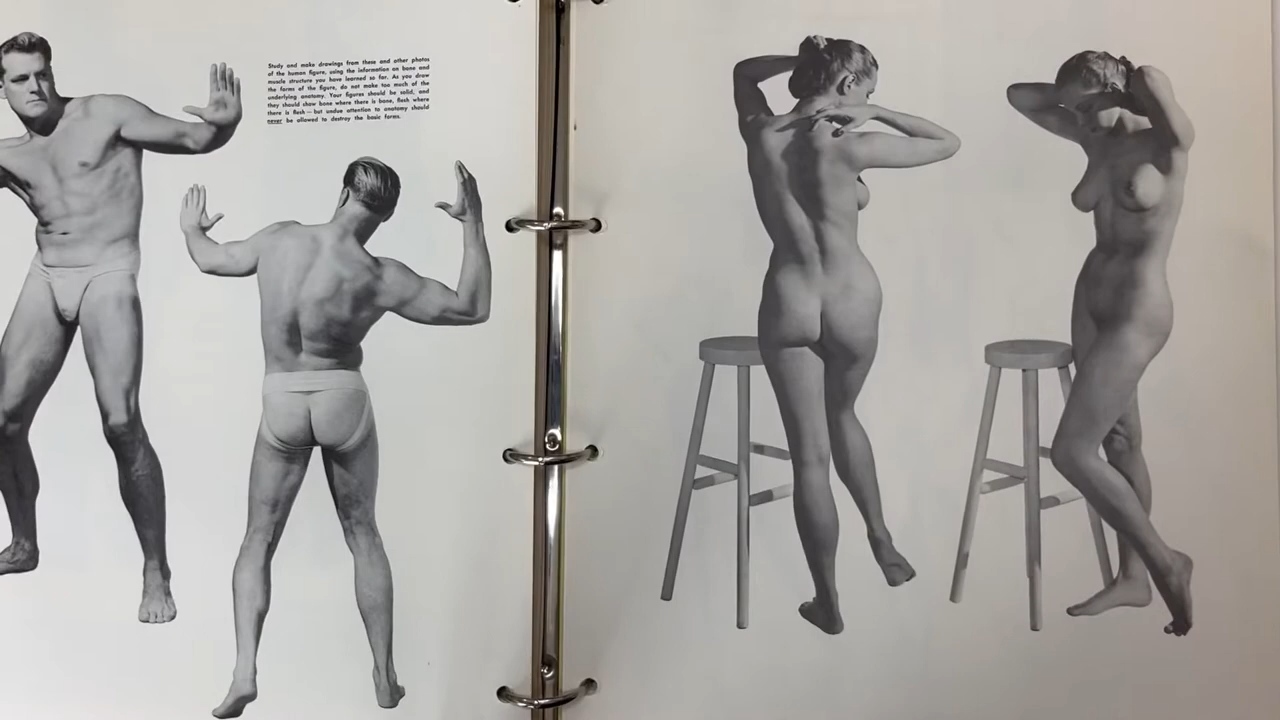 Study and make drawings from these and other photos
of the human figure, using the information on bone and
muscle structure you have learned so far. As you draw
the forms of the figure, do not make too much of the
underlying anatomy. Your figures should be solid, and
they should show bone where there is bone, flesh where
there is flesh — but undue attention to anatomy should
never be allowed to destroy the basic forms.